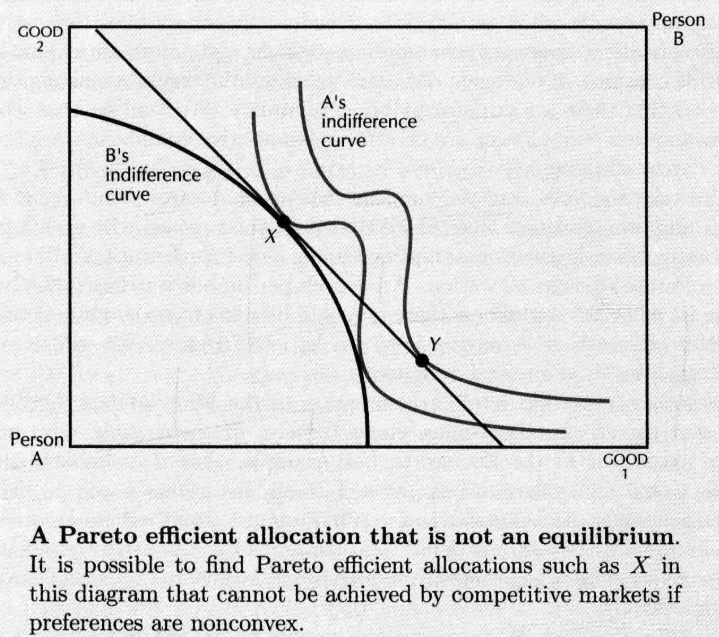 GOOD
2
Person
B
A's
indifference
curve
B's
indifference
curve
X
Y
Person
A
GOOD
1
A Pareto efficient allocation that is not an equilibrium.
It is possible to find Pareto efficient allocations such as X in
this diagram that cannot be achieved by competitive markets if
preferences are nonconvex.